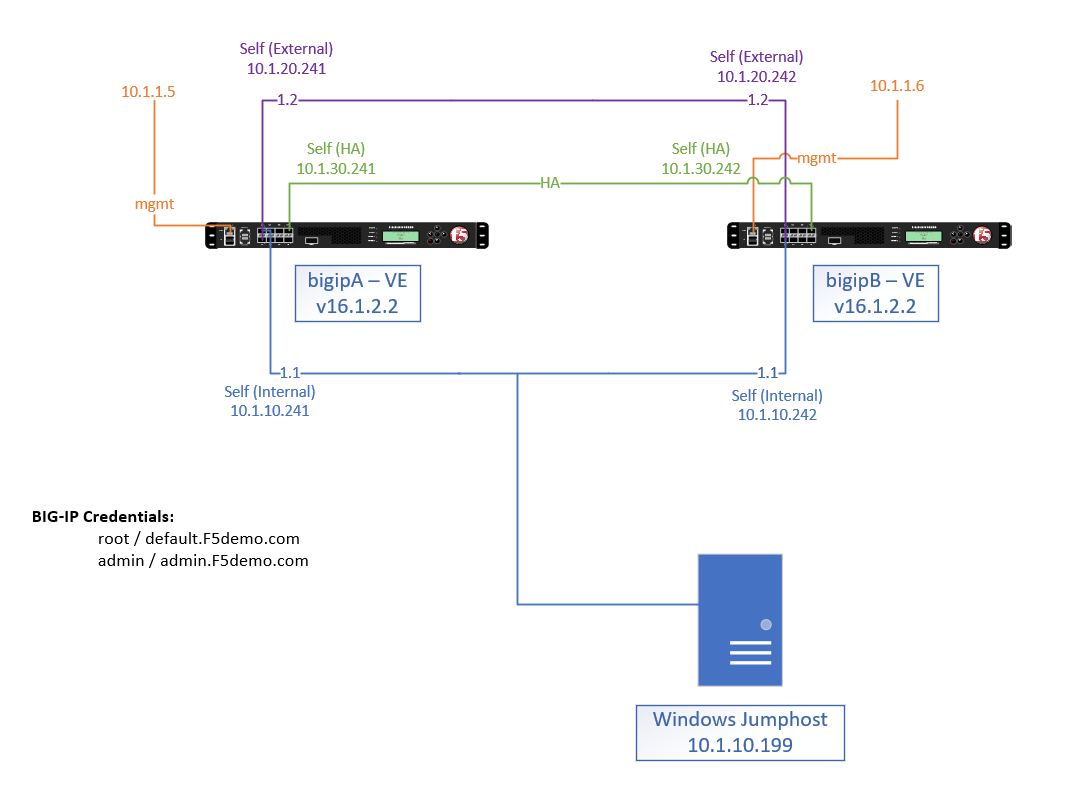 Self (External)
10.1.20.241
Self (External)
10.1.20.242
10.1.1.5
10.1.1.6
1.2
1.2
Self (HA)
10.1.30.241
Self (HA)
10.1.30.242
mgmt
HA
mgmt
f5
f5
bigipA – VE
v16.1.2.2
bigipB – VE
v16.1.2.2
1.1
1.1
Self (Internal)
10.1.10.241
Self (Internal)
10.1.10.242
BIG-IP Credentials:
root / default.F5demo.com
admin / admin.F5demo.com
Windows Jumphost
10.1.10.199